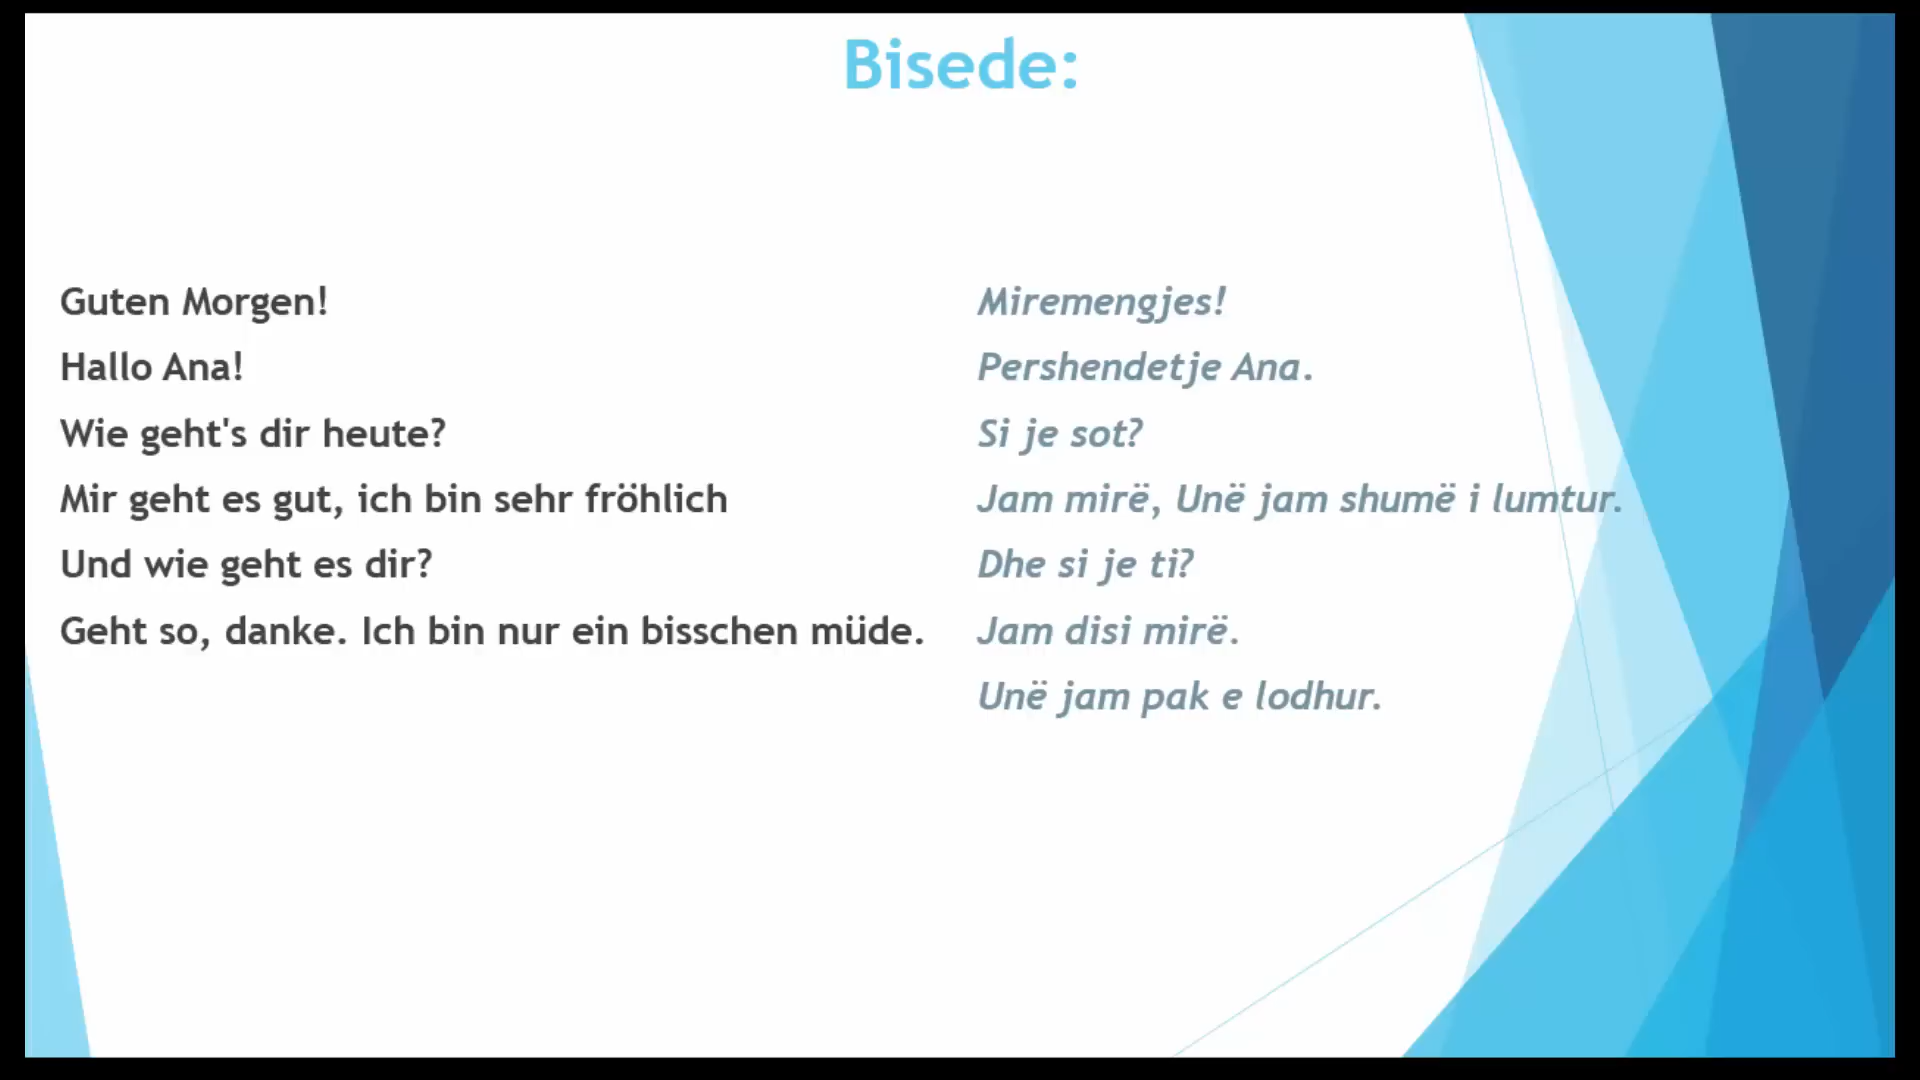 Bisede:
Guten Morgen!
Hallo Ana!
Wie geht's dir heute?
Mir geht es gut, ich bin sehr fröhlich
Und wie geht es dir?
Geht so, danke. Ich bin nur ein bisschen müde.
Miremengjes!
Pershendetje Ana.
Si je sot?
Jam mirë, Unë jam shumë i lumtur.
Dhe si je ti?
Jam disi mirë.
Unë jam pak e lodhur.